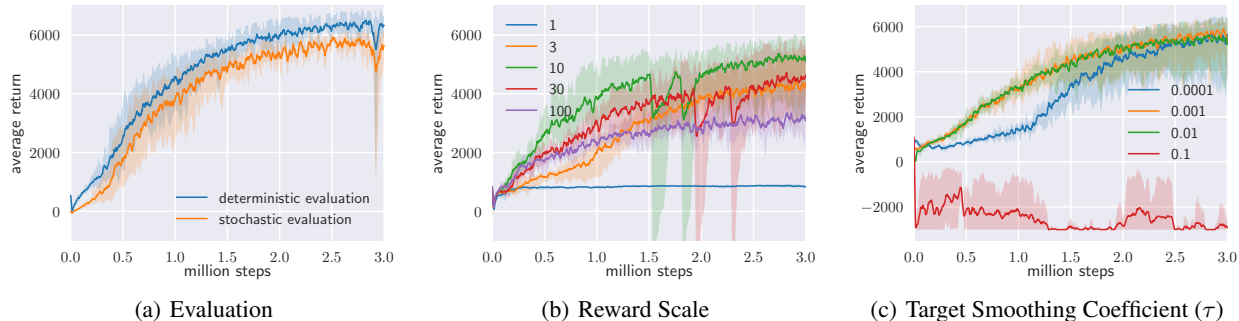 average return
6000
4000
2000
0
deterministic evaluation
stochastic evaluation
0.0 0.5 1.0 1.5 2.0 2.5 3.0
million steps
(a) Evaluation
average return
6000
4000
2000
0
1
3
10
30
100
0.0 0.5 1.0 1.5 2.0 2.5 3.0
million steps
(b) Reward Scale
average return
6000
4000
2000
0
−2000
0.0001
0.001
0.01
0.1
0.0 0.5 1.0 1.5 2.0 2.5 3.0
million steps
(c) Target Smoothing Coefficient (τ)